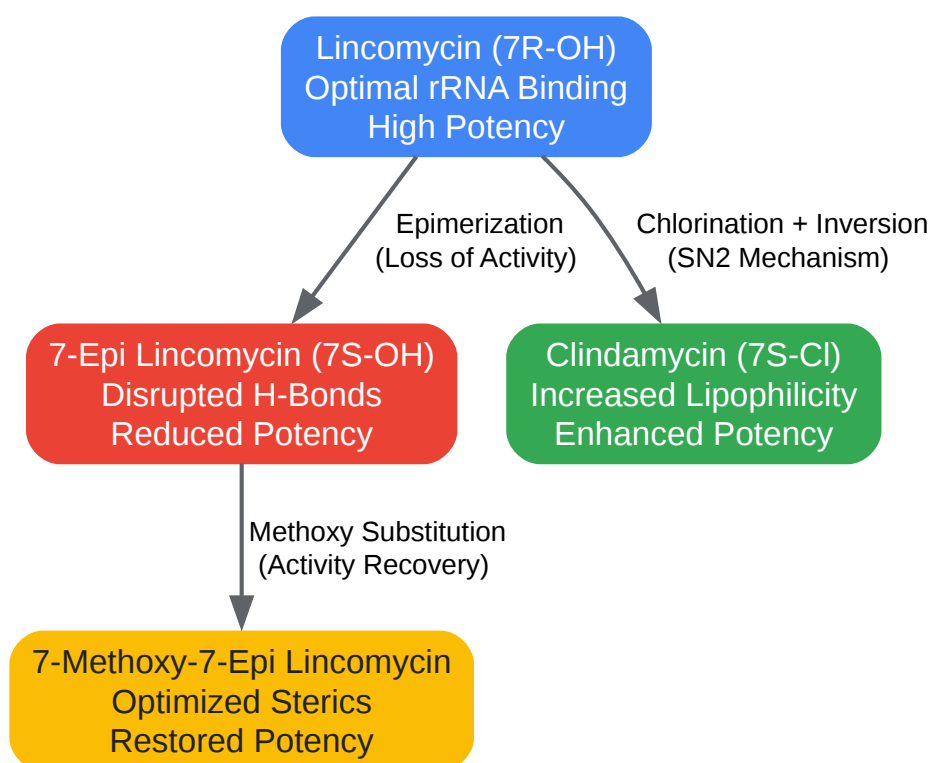 Lincomycin (7R-OH)
Optimal rRNA Binding
High Potency
Epimerization
(Loss of Activity)
Chlorination + Inversion
(SN2 Mechanism)
7-Epi Lincomycin (7S-OH)
Disrupted H-Bonds
Reduced Potency
Clindamycin (7S-Cl)
Increased Lipophilicity
Enhanced Potency
Methoxy Substitution
(Activity Recovery)
7-Methoxy-7-Epi Lincomycin
Optimized Sterics
Restored Potency